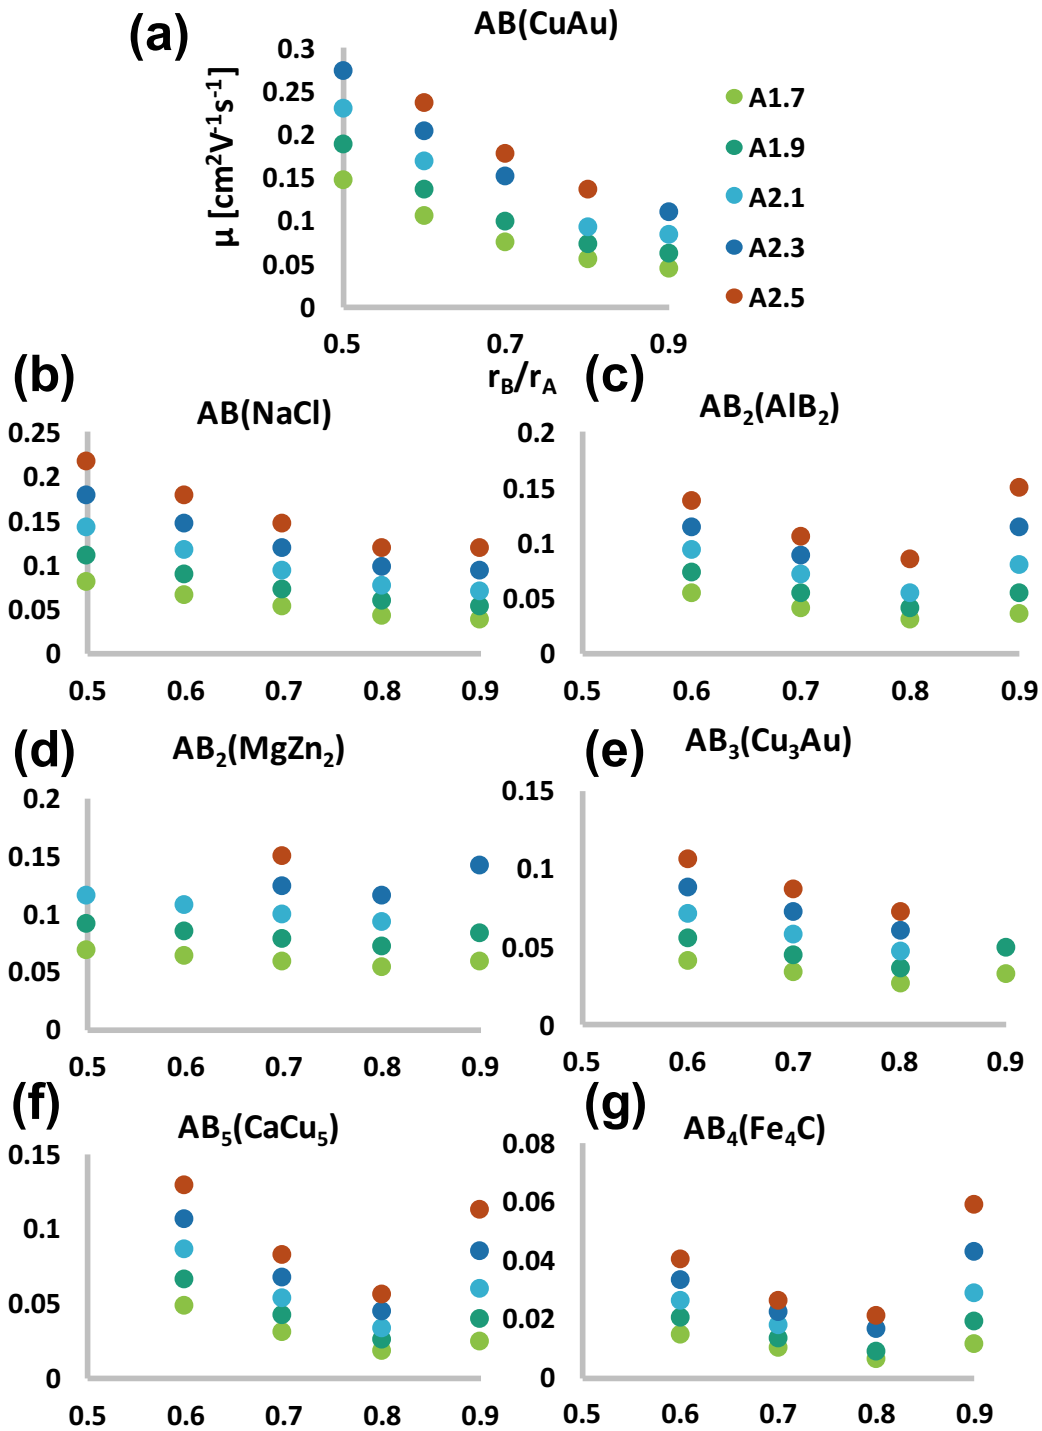 (a)
AB(CuAu)
μ [cm²V⁻¹s⁻¹]
0.3
0.25
0.2
0.15
0.1
0.05
0
0.5 0.7 0.9
r_B/r_A
A1.7
A1.9
A2.1
A2.3
A2.5
(b)
AB(NaCl)
0.25
0.2
0.15
0.1
0.05
0
0.5 0.6 0.7 0.8 0.9
(c)
AB₂(AlB₂)
0.2
0.15
0.1
0.05
0
0.5 0.6 0.7 0.8 0.9
(d)
AB₂(MgZn₂)
0.2
0.15
0.1
0.05
0
0.5 0.6 0.7 0.8 0.9
(e)
AB₃(Cu₃Au)
0.15
0.1
0.05
0
0.5 0.6 0.7 0.8 0.9
(f)
AB₅(CaCu₅)
0.15
0.1
0.05
0
0.5 0.6 0.7 0.8 0.9
(g)
AB₄(Fe₄C)
0.08
0.06
0.04
0.02
0
0.5 0.6 0.7 0.8 0.9